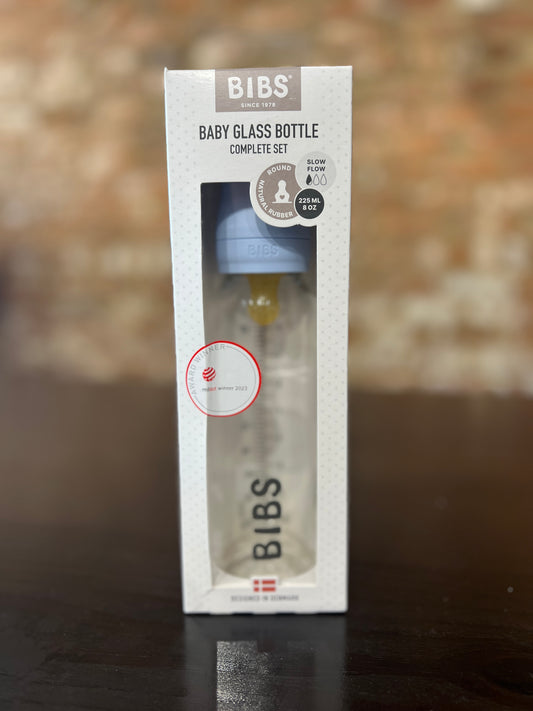 BIBS
SINCE 1978
BABY GLASS BOTTLE
COMPLETE SET
SLOW
FLOW
ROUND
NATURAL RUBBER
225 ML
8 OZ
BIBS
AWARD WINNER
reddot winner 2023
BIBS
DESIGNED IN DENMARK